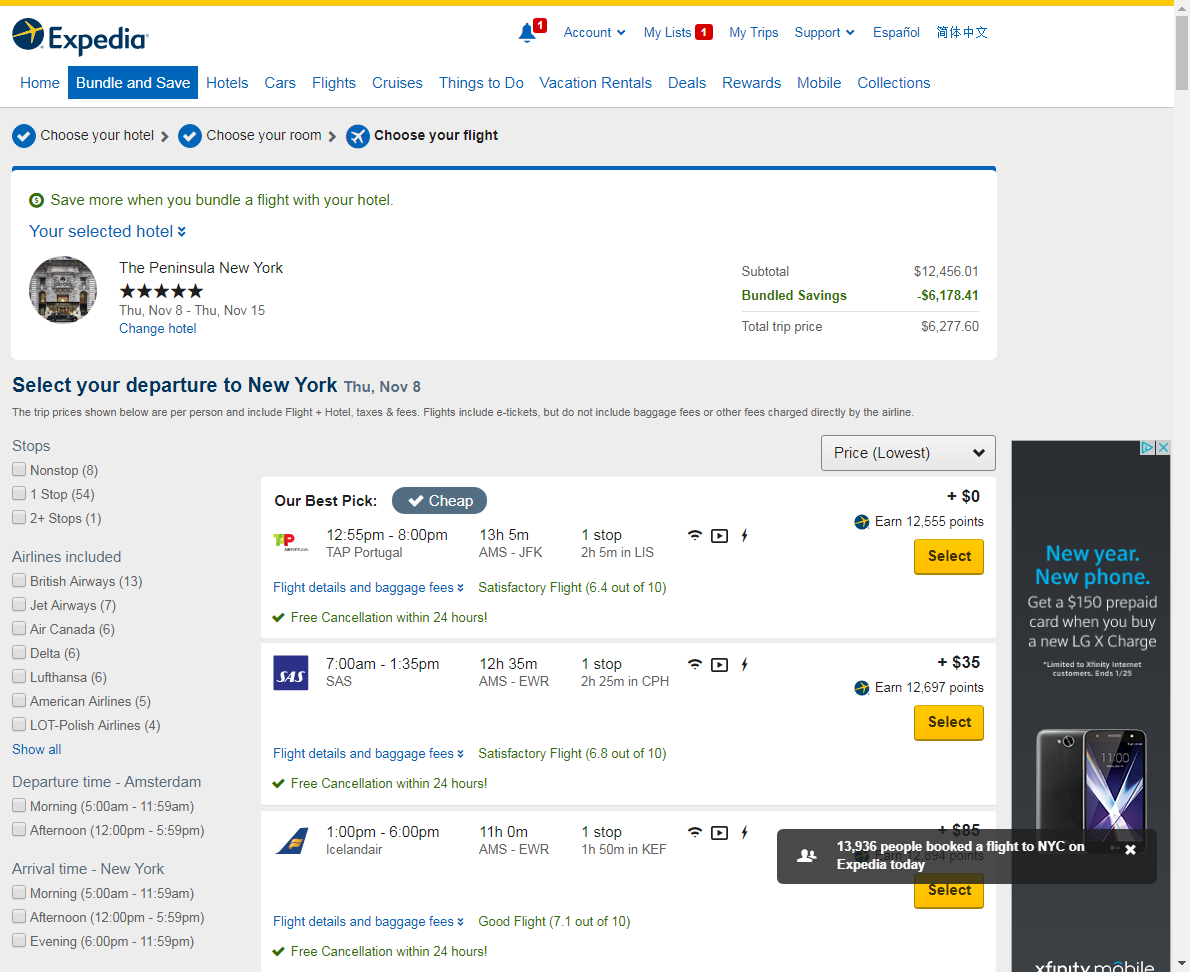 Expedia
1
Account
My Lists 1
My Trips
Support
Español
简体中文
Home
Bundle and Save
Hotels
Cars
Flights
Cruises
Things to Do
Vacation Rentals
Deals
Rewards
Mobile
Collections
Choose your hotel
Choose your room
Choose your flight
Save more when you bundle a flight with your hotel.
Your selected hotel
The Peninsula New York
Thu, Nov 8 - Thu, Nov 15
Change hotel
Subtotal $12,456.01
Bundled Savings -$6,178.41
Total trip price $6,277.60
Select your departure to New York Thu, Nov 8
The trip prices shown below are per person and include Flight + Hotel, taxes & fees. Flights include e-tickets, but do not include baggage fees or other fees charged directly by the airline.
Stops
Nonstop (8)
1 Stop (54)
2+ Stops (1)
Airlines included
British Airways (13)
Jet Airways (7)
Air Canada (6)
Delta (6)
Lufthansa (6)
American Airlines (5)
LOT-Polish Airlines (4)
Show all
Departure time - Amsterdam
Morning (5:00am - 11:59am)
Afternoon (12:00pm - 5:59pm)
Arrival time - New York
Morning (5:00am - 11:59am)
Afternoon (12:00pm - 5:59pm)
Evening (6:00pm - 11:59pm)
Price (Lowest)
Our Best Pick: Cheap
+ $0
Earn 12,555 points
Select
TAP
12:55pm - 8:00pm 13h 5m 1 stop
TAP Portugal AMS - JFK 2h 5m in LIS
Flight details and baggage fees Satisfactory Flight (6.4 out of 10)
Free Cancellation within 24 hours!
SAS
7:00am - 1:35pm 12h 35m 1 stop
SAS AMS - EWR 2h 25m in CPH
+ $35
Earn 12,697 points
Select
Flight details and baggage fees Satisfactory Flight (6.8 out of 10)
Free Cancellation within 24 hours!
1:00pm - 6:00pm 11h 0m 1 stop
Icelandair AMS - EWR 1h 50m in KEF
+ $85
Earn 12,894 points
Select
Flight details and baggage fees Good Flight (7.1 out of 10)
Free Cancellation within 24 hours!
13,936 people booked a flight to NYC on
Expedia today
New year.
New phone.
Get a $150 prepaid
card when you buy
a new LG X Charge
*Limited to Xfinity Internet
customers. Ends 1/25
11:00
LG
xfinity mobile